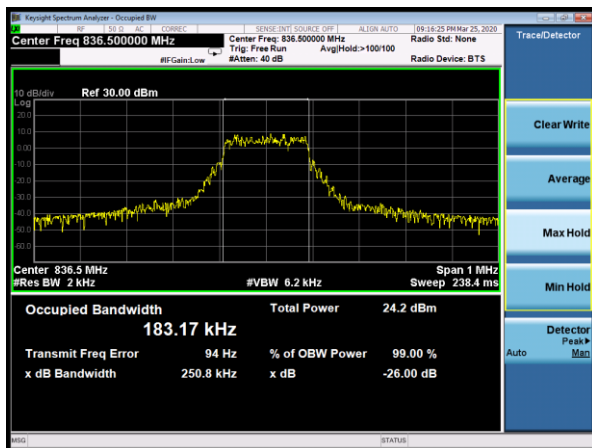 Keysight Spectrum Analyzer - Occupied BW
RF 50 Ω AC CORREC SENSE:INT SOURCE OFF ALIGN AUTO 09:16:25 PM Mar 25, 2020
Center Freq 836.500000 MHz Center Freq: 836.500000 MHz Radio Std: None
Trig: Free Run Avg|Hold:>100/100
#IFGain:Low #Atten: 40 dB Radio Device: BTS
Trace/Detector
10 dB/div Ref 30.00 dBm
Log
20.0
10.0
0.00
-10.0
-20.0
-30.0
-40.0
-50.0
-60.0
Center 836.5 MHz Span 1 MHz
#Res BW 2 kHz #VBW 6.2 kHz Sweep 238.4 ms
Occupied Bandwidth Total Power 24.2 dBm
183.17 kHz
Transmit Freq Error 94 Hz % of OBW Power 99.00 %
x dB Bandwidth 250.8 kHz x dB -26.00 dB
Clear Write
Average
Max Hold
Min Hold
Detector
Peak▶
Auto Man
MSG STATUS